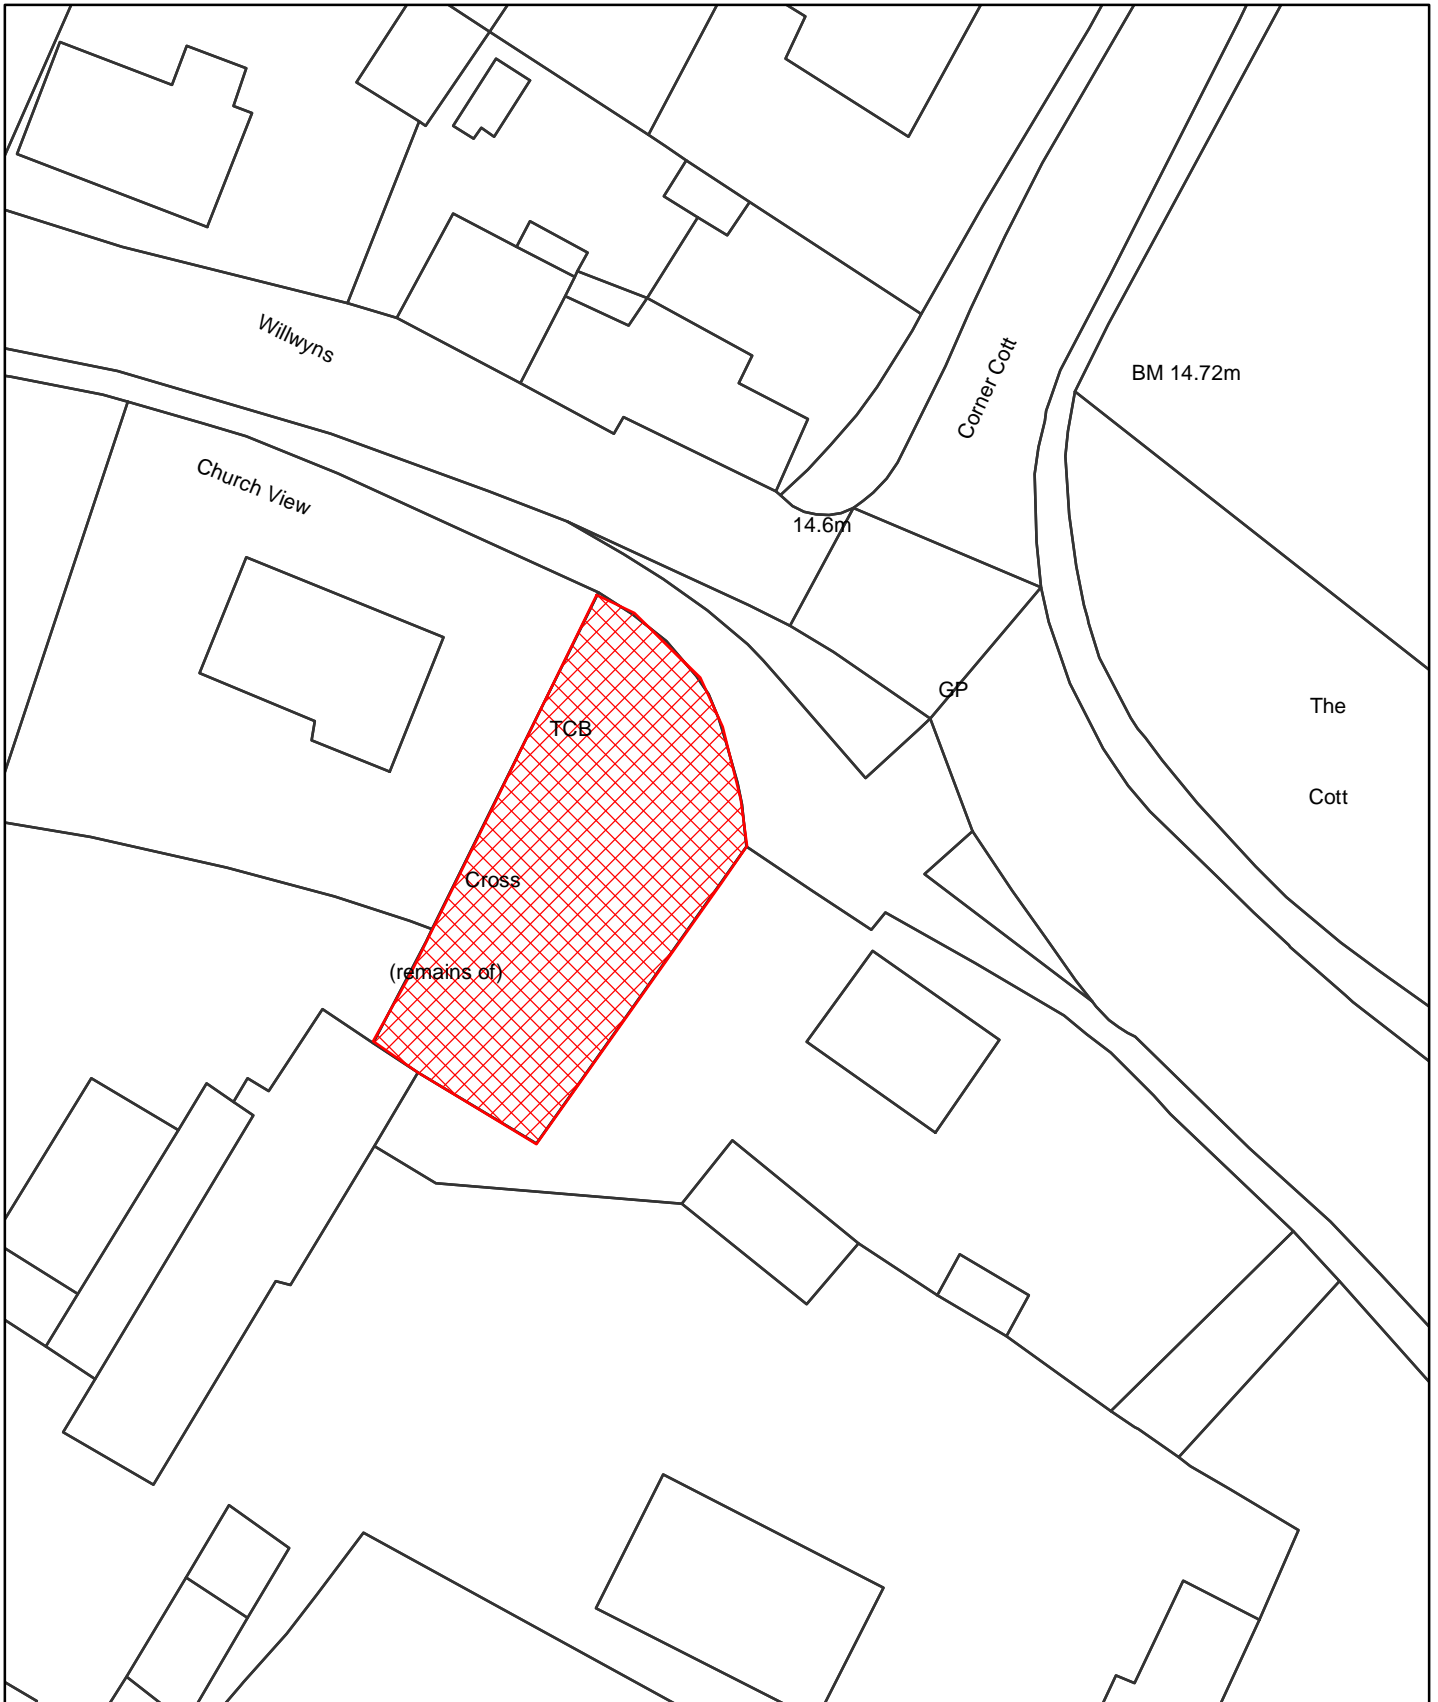 Willwyns
Corner Cott
BM 14.72m
Church View
14.6m
GP
The
TCB
Cott
Cross
(remains of)